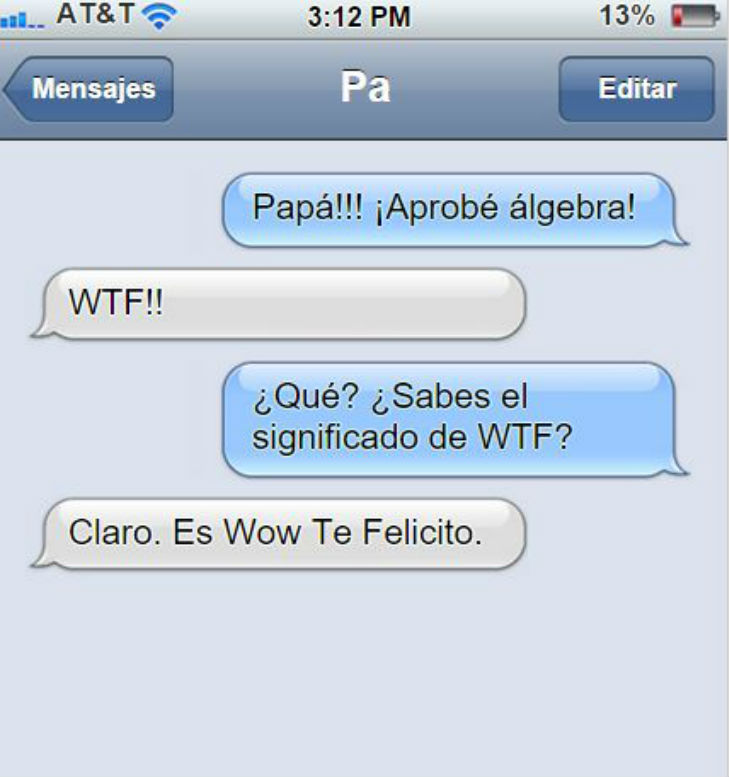 AT&T 3:12 PM 13%
Mensajes Pa Editar
Papá!!! ¡Aprobé álgebra!
WTF!!
¿Qué? ¿Sabes el
significado de WTF?
Claro. Es Wow Te Felicito.